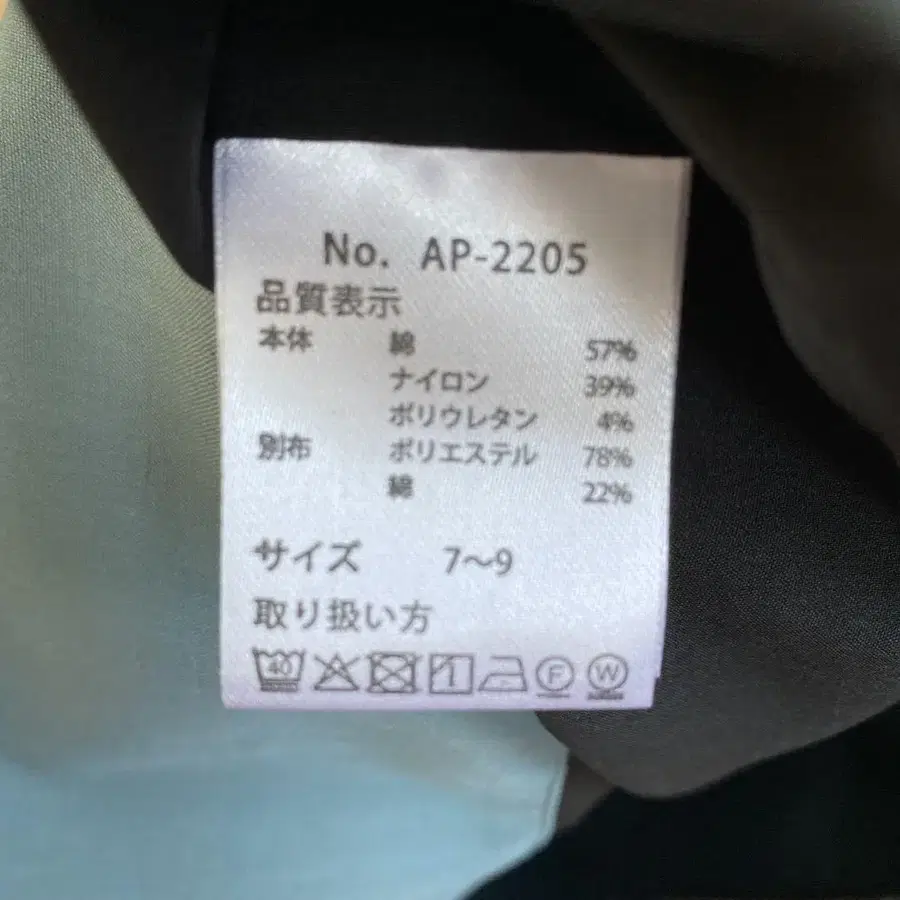 No. AP-2205
品質表示
本体 綿 57%
ナイロン 39%
ポリウレタン 4%
別布 ポリエステル 78%
綿 22%
サイズ 7～9
取り扱い方
40 F W